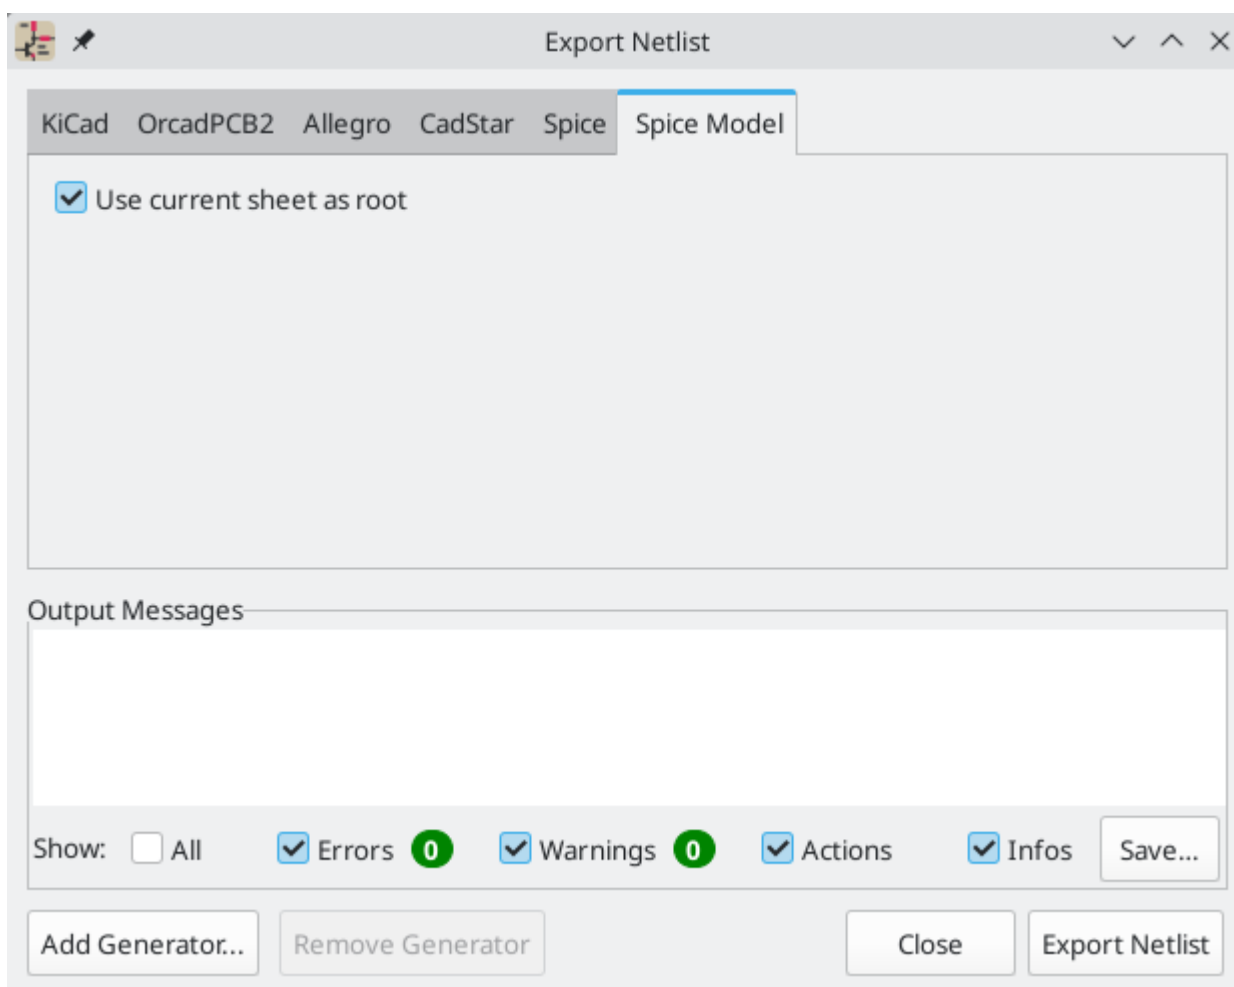 Export Netlist
KiCad OrcadPCB2 Allegro CadStar Spice Spice Model
Use current sheet as root
Output Messages
Show: All Errors 0 Warnings 0 Actions Infos Save...
Add Generator... Remove Generator Close Export Netlist